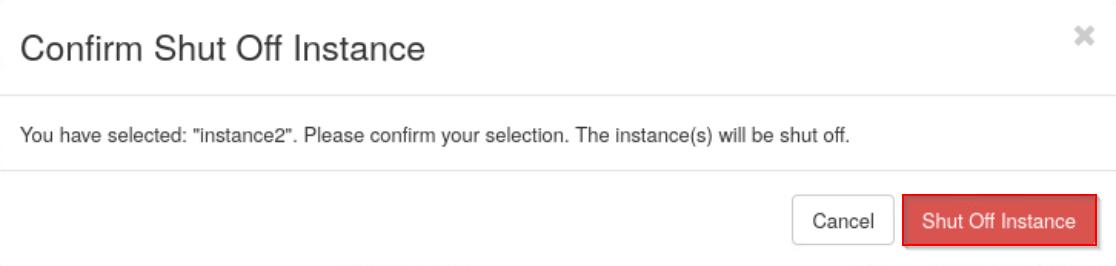 Confirm Shut Off Instance
You have selected: "instance2". Please confirm your selection. The instance(s) will be shut off.
Cancel
Shut Off Instance